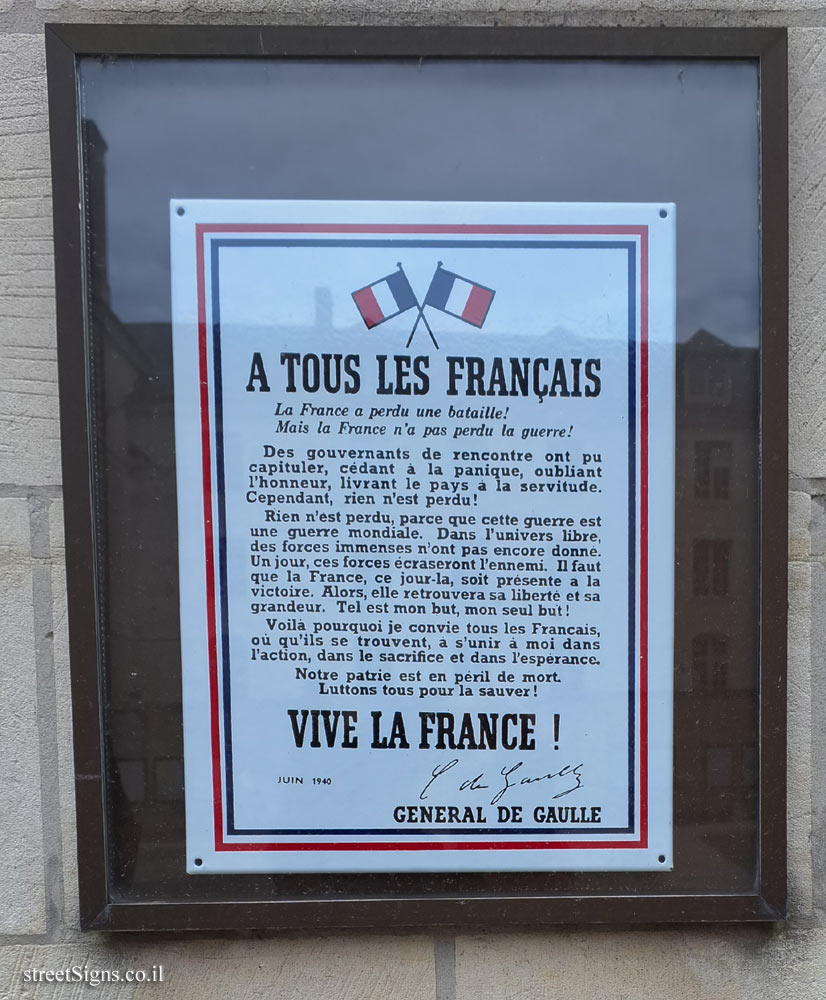 A TOUS LES FRANÇAIS
La France a perdu une bataille!
Mais la France n'a pas perdu la guerre!
Des gouvernants de rencontre ont pu
capituler, cédant à la panique, oubliant
l'honneur, livrant le pays à la servitude.
Cependant, rien n'est perdu!
Rien n'est perdu, parce que cette guerre est
une guerre mondiale. Dans l'univers libre,
des forces immenses n'ont pas encore donné.
Un jour, ces forces écraseront l'ennemi. Il faut
que la France, ce jour-la, soit présente a la
victoire. Alors, elle retrouvera sa liberté et sa
grandeur. Tel est mon but, mon seul but!
Voilà pourquoi je convie tous les Francais,
où qu'ils se trouvent, à s'unir à moi dans
l'action, dans le sacrifice et dans l'espérance.
Notre patrie est en péril de mort.
Luttons tous pour la sauver!
VIVE LA FRANCE !
JUIN 1940
C de Gaulle
GENERAL DE GAULLE
streetSigns.co.il